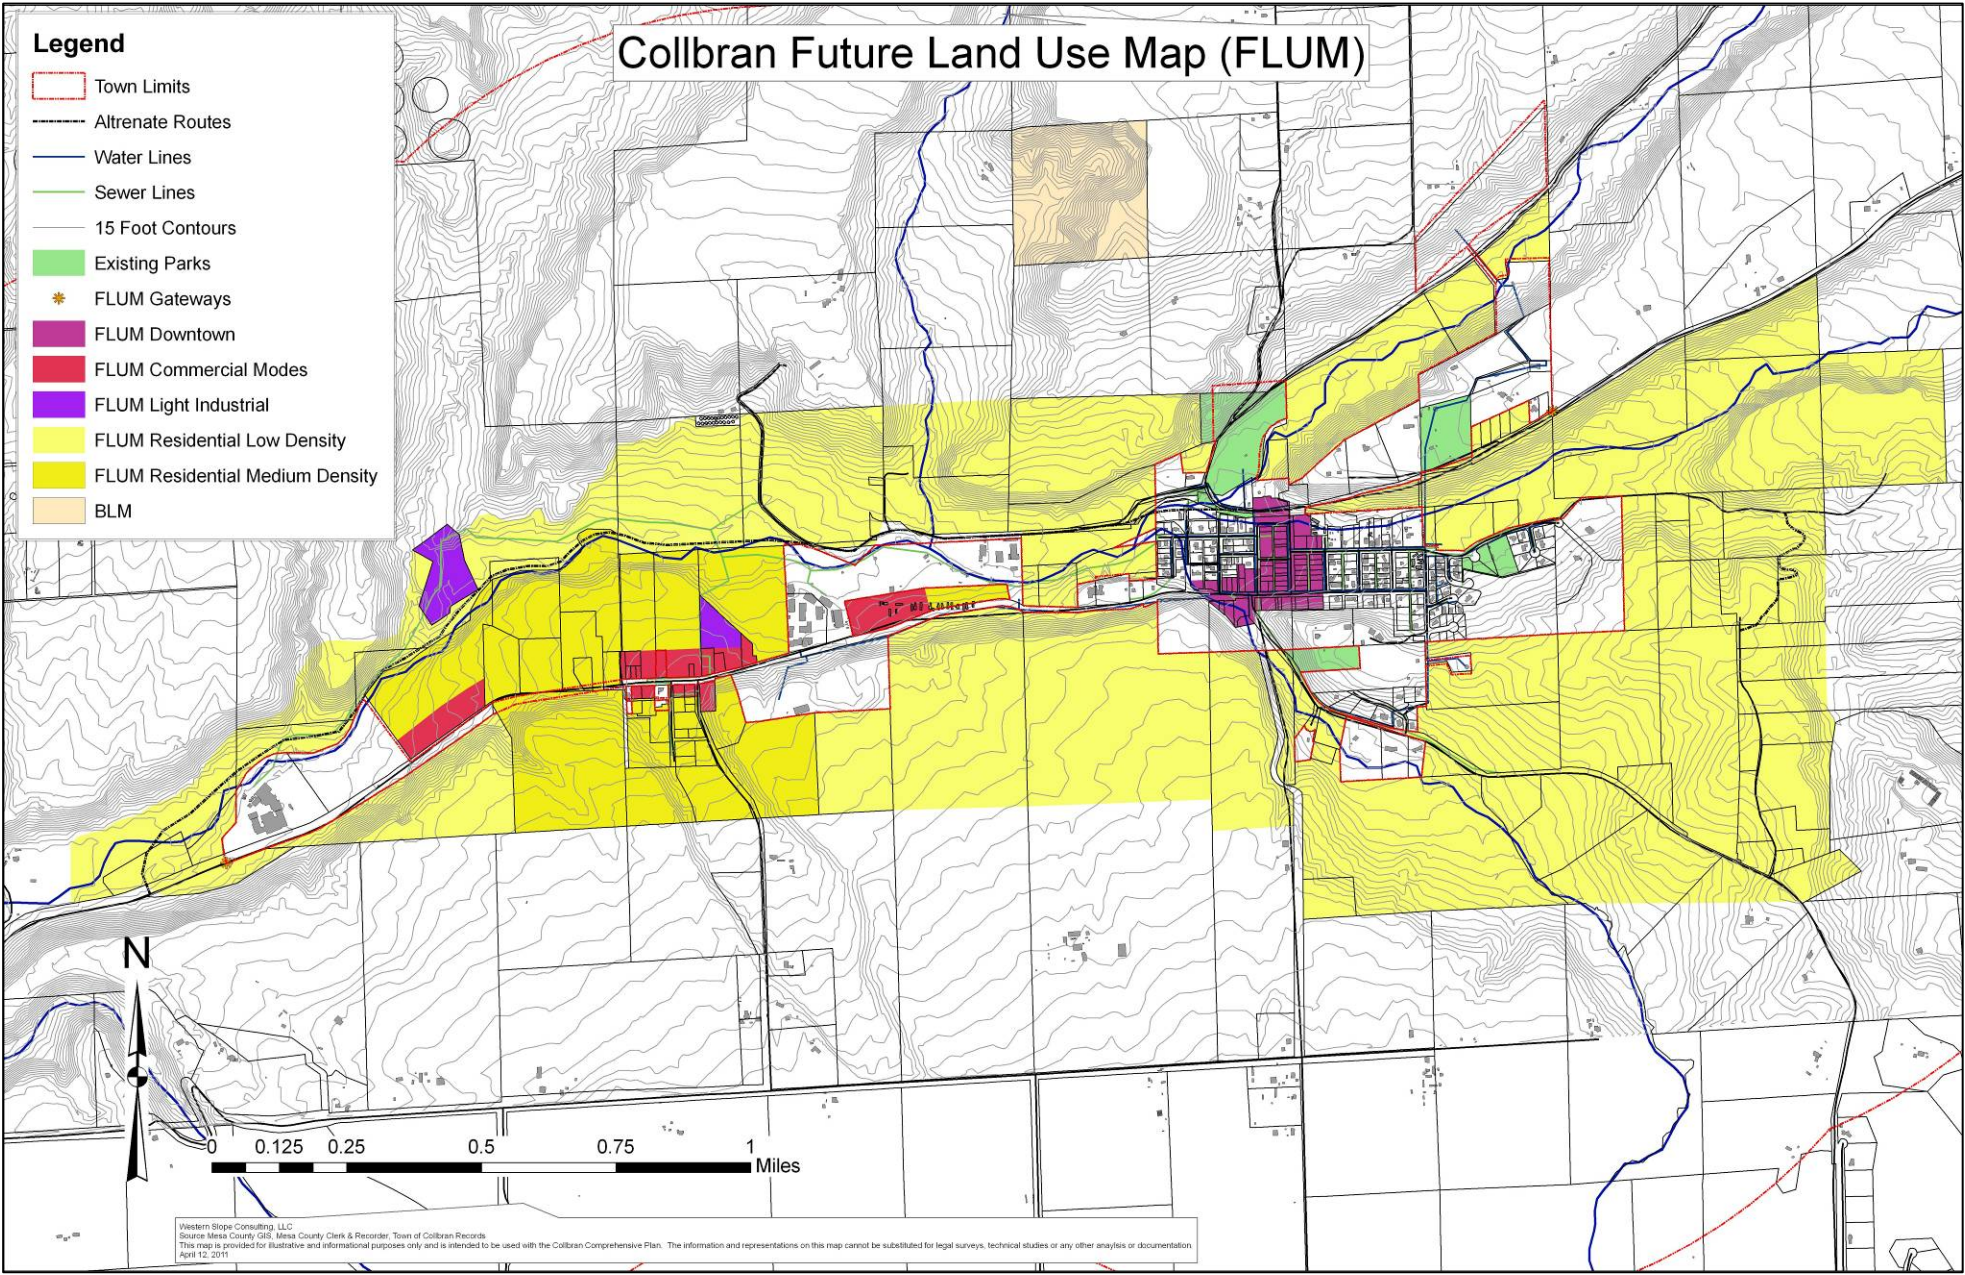 Collbran Future Land Use Map (FLUM)
Legend
Town Limits
Altrenate Routes
Water Lines
Sewer Lines
15 Foot Contours
Existing Parks
FLUM Gateways
FLUM Downtown
FLUM Commercial Modes
FLUM Light Industrial
FLUM Residential Low Density
FLUM Residential Medium Density
BLM
N
0 0.125 0.25 0.5 0.75 1
Miles
Western Slope Consulting, LLC
Source Mesa County GIS, Mesa County Clerk & Recorder, Town of Collbran Records
This map is provided for illustrative and informational purposes only and is intended to be used with the Collbran Comprehensive Plan. The information and representations on this map cannot be substituted for legal surveys, technical studies or any other anaylsis or documentation.
April 12, 2011